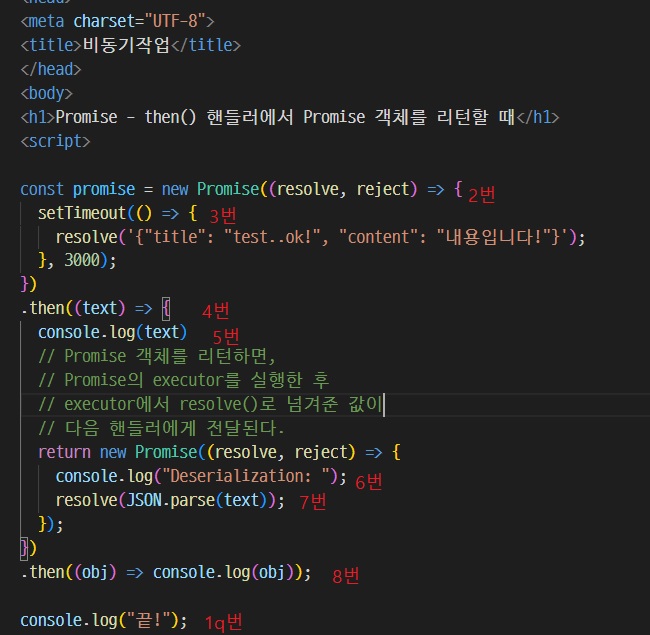 <head>
<meta charset="UTF-8">
<title>비동기작업</title>
</head>
<body>
<h1>Promise - then() 핸들러에서 Promise 객체를 리턴할 때</h1>
<script>
const promise = new Promise((resolve, reject) => { 2번
setTimeout(() => { 3번
resolve('{"title": "test..ok!", "content": "내용입니다!"}');
}, 3000);
})
.then((text) => { 4번
console.log(text) 5번
// Promise 객체를 리턴하면,
// Promise의 executor를 실행한 후
// executor에서 resolve()로 넘겨준 값이
// 다음 핸들러에게 전달된다.
return new Promise((resolve, reject) => {
console.log("Deserialization: "); 6번
resolve(JSON.parse(text)); 7번
});
})
.then((obj) => console.log(obj)); 8번
console.log("끝!"); 1q번